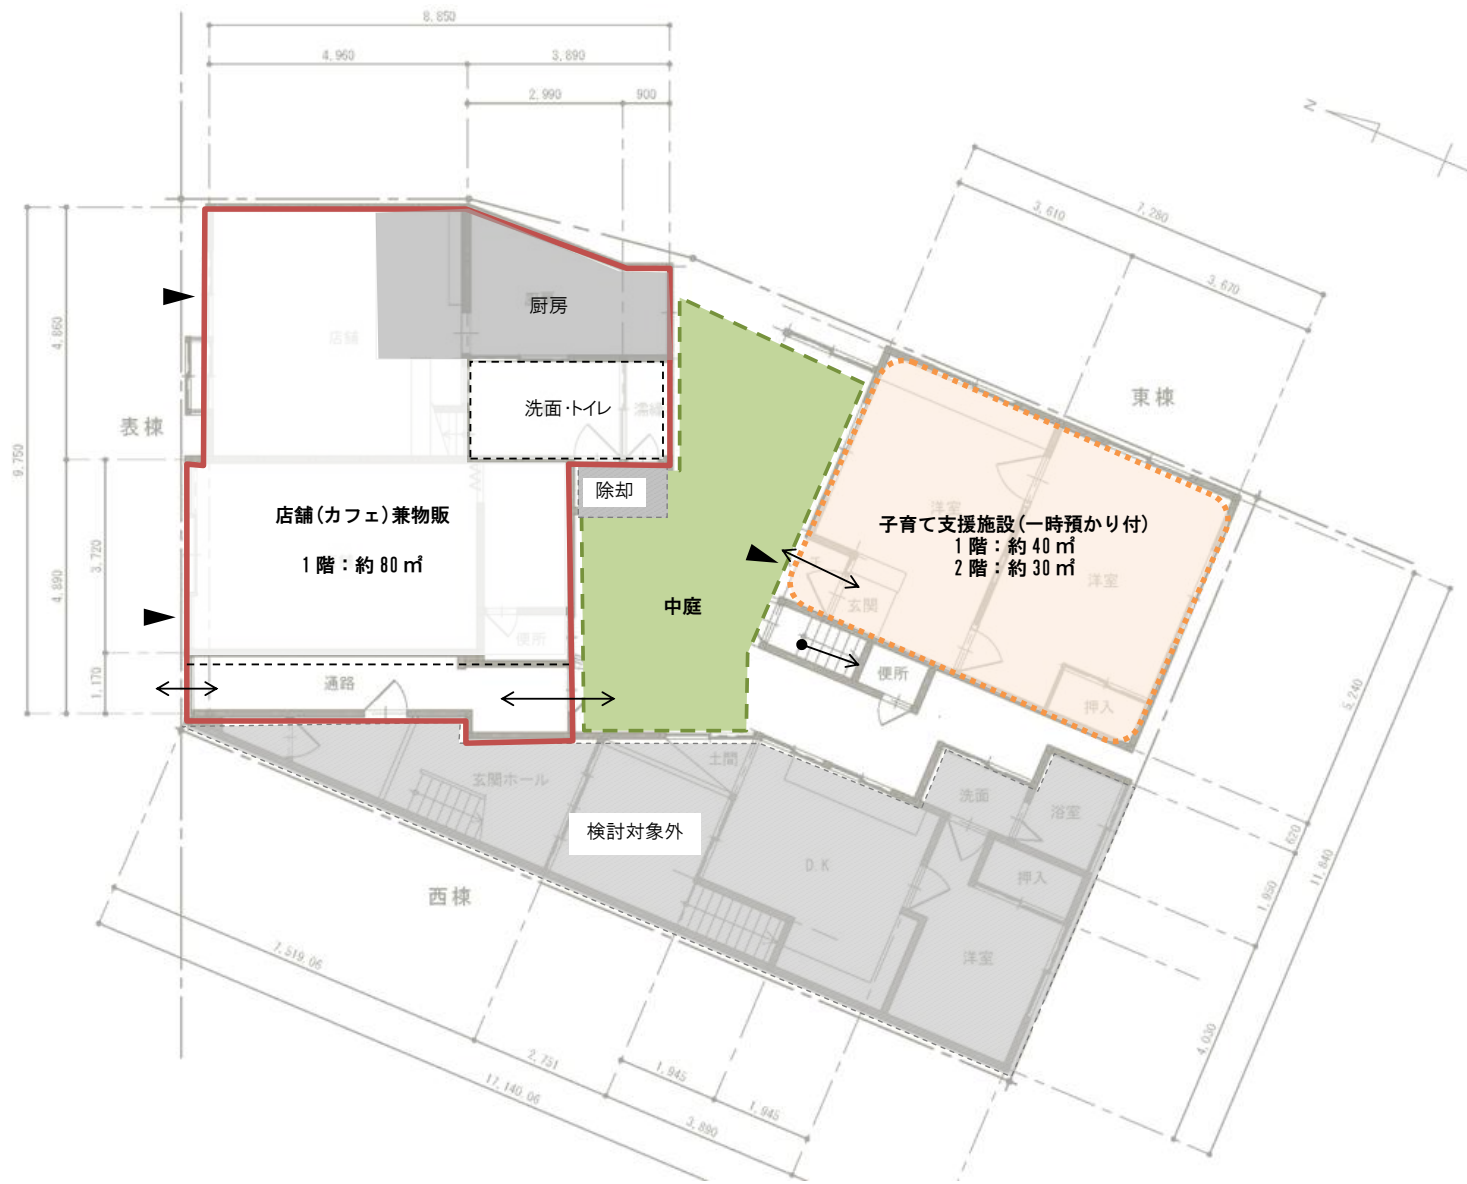 8,850
4,960
3,890
2,990
900
N
7,280
3,610
3,670
9,750
4,860
4,890
3,720
1,170
表棟
店舗
厨房
洗面・トイレ
除却
店舗(カフェ)兼物販
1階：約80㎡
便所
通路
中庭
東棟
洋室
子育て支援施設(一時預かり付)
1階：約40㎡
2階：約30㎡
洋室
玄関
便所
押入
玄関ホール
土間
検討対象外
D.K
洗面
浴室
押入
洋室
西棟
5,240
620
11,840
1,950
4,030
7,519.06
2,751
17,140.06
1,945
1,945
3,890